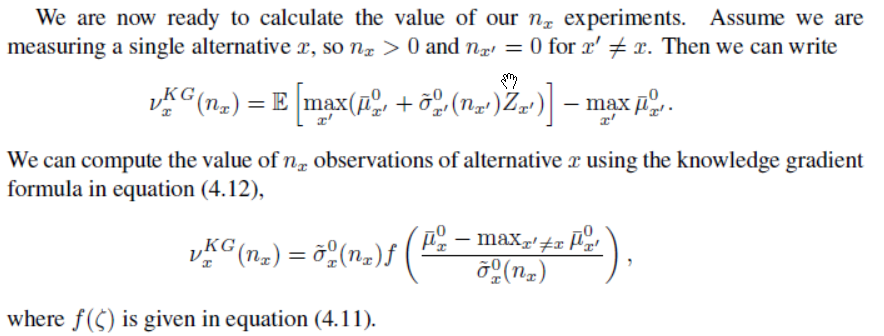 We are now ready to calculate the value of our $n_x$ experiments. Assume we are
measuring a single alternative $x$, so $n_x > 0$ and $n_{x'} = 0$ for $x' \neq x$. Then we can write
$$\nu_x^{KG}(n_x) = \mathbb{E}\left[\max_{x'}(\bar{\mu}_{x'}^0 + \tilde{\sigma}_{x'}^0(n_{x'})Z_{x'})\right] - \max_{x'} \bar{\mu}_{x'}^0.$$
We can compute the value of $n_x$ observations of alternative $x$ using the knowledge gradient
formula in equation (4.12),
$$\nu_x^{KG}(n_x) = \tilde{\sigma}_x^0(n_x) f\left(\frac{\bar{\mu}_x^0 - \max_{x' \neq x} \bar{\mu}_{x'}^0}{\tilde{\sigma}_x^0(n_x)}\right),$$
where $f(\zeta)$ is given in equation (4.11).